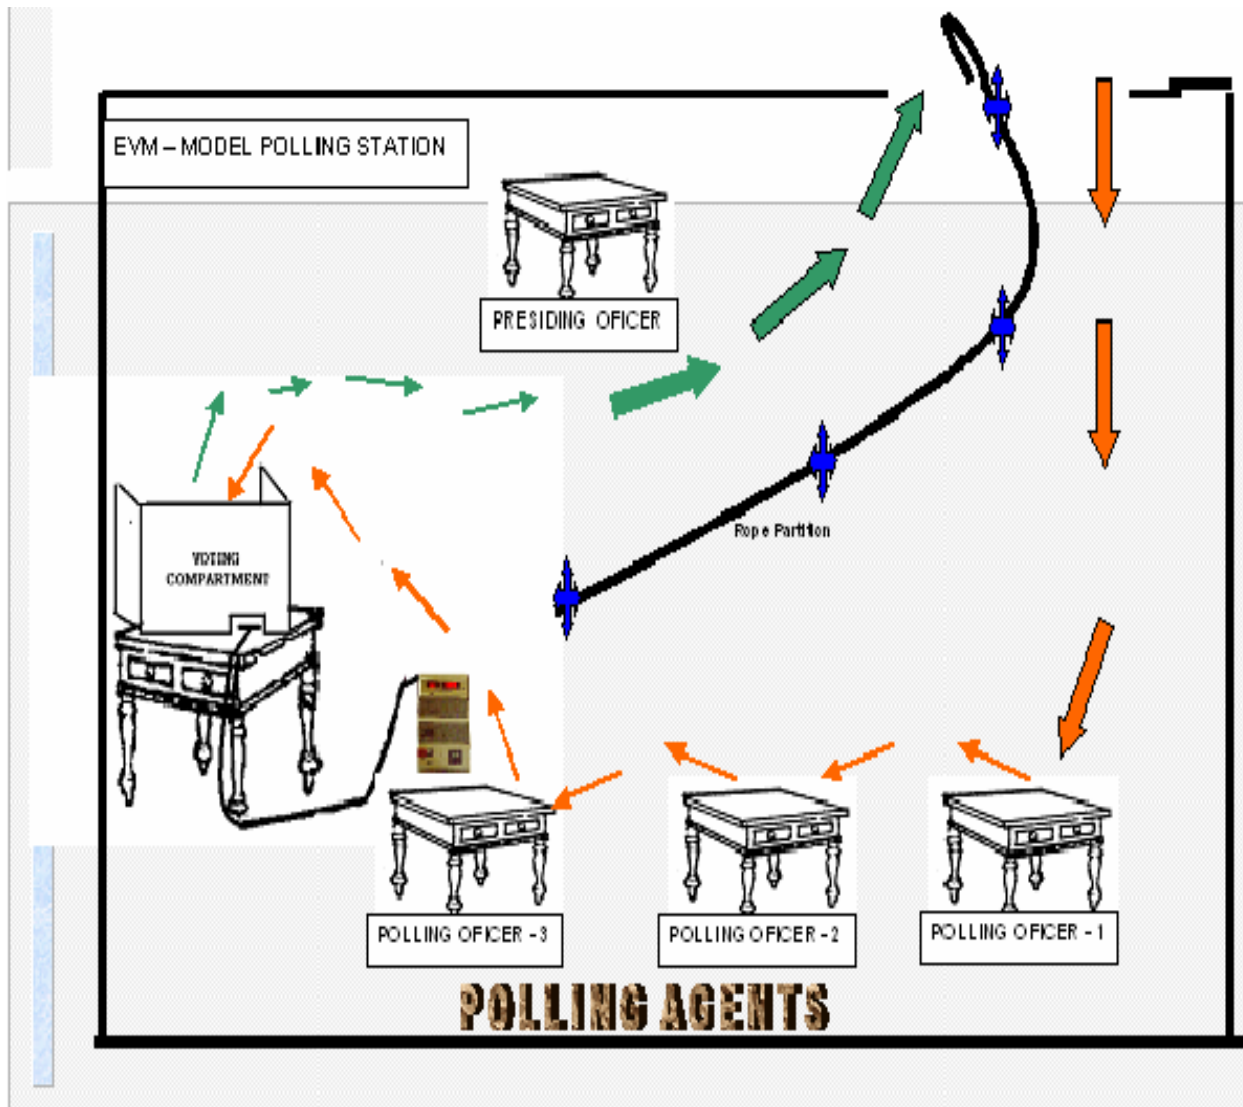 EVM – MODEL POLLING STATION
PRESIDING OFICER
VOTING
COMPARTMENT
Rope Partition
POLLING OFICER -3
POLLING OFICER -2
POLLING OFICER -1
POLLING AGENTS